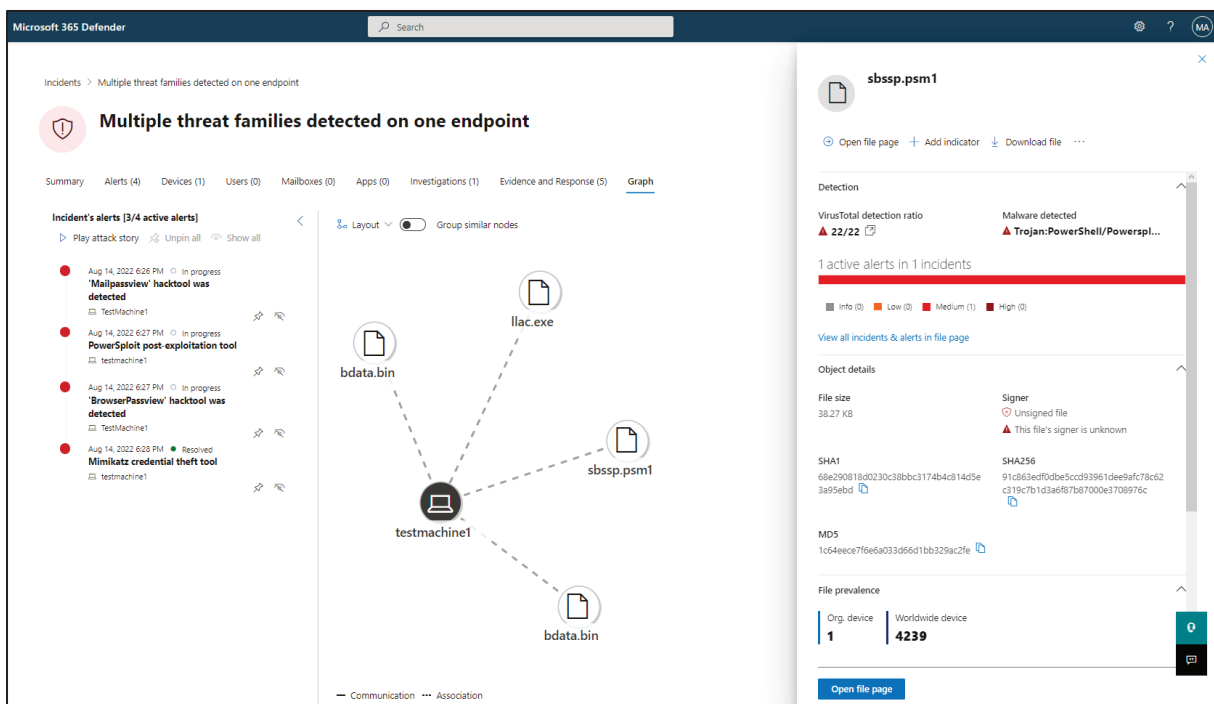 Microsoft 365 Defender
Search
?
MA
Incidents > Multiple threat families detected on one endpoint
Multiple threat families detected on one endpoint
Summary Alerts (4) Devices (1) Users (0) Mailboxes (0) Apps (0) Investigations (1) Evidence and Response (5) Graph
Incident's alerts [3/4 active alerts]
Play attack story Unpin all Show all
Aug 14, 2022 6:26 PM In progress
'Mailpassview' hacktool was
detected
TestMachine1
Aug 14, 2022 6:27 PM In progress
PowerSploit post-exploitation tool
testmachine1
Aug 14, 2022 6:27 PM In progress
'BrowserPassview' hacktool was
detected
TestMachine1
Aug 14, 2022 6:28 PM Resolved
Mimikatz credential theft tool
testmachine1
Layout Group similar nodes
llac.exe
bdata.bin
sbssp.psm1
testmachine1
bdata.bin
Communication Association
sbssp.psm1
Open file page Add indicator Download file ...
Detection
VirusTotal detection ratio
22/22
Malware detected
Trojan:PowerShell/Powerspl...
1 active alerts in 1 incidents
Info (0) Low (0) Medium (1) High (0)
View all incidents & alerts in file page
Object details
File size
38.27 KB
Signer
Unsigned file
This file's signer is unknown
SHA1
68e290818d0230c38bbc3174b4c814d5e
3a95ebd
SHA256
91c863edf0dbe5ccd93961dee9afc78c62
c319c7b1d3a6f87b87000e3708976c
MD5
1c64eece7f6e6a033d66d1bb329ac2fe
File prevalence
Org. device
1
Worldwide device
4239
Open file page